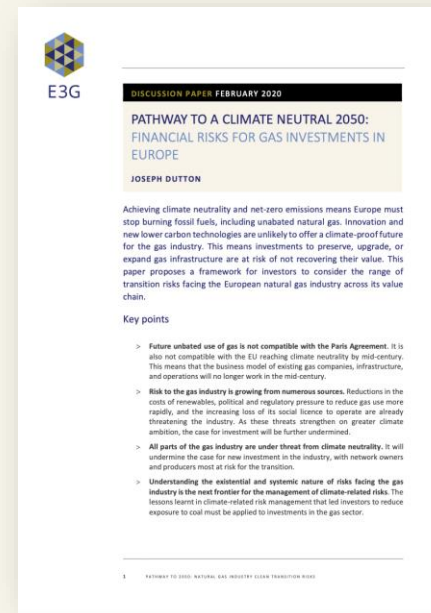 E3G
DISCUSSION PAPER FEBRUARY 2020
PATHWAY TO A CLIMATE NEUTRAL 2050:
FINANCIAL RISKS FOR GAS INVESTMENTS IN
EUROPE
JOSEPH DUTTON
Achieving climate neutrality and net-zero emissions means Europe must
stop burning fossil fuels, including unabated natural gas. Innovation and
new lower carbon technologies are unlikely to offer a climate-proof future
for the gas industry. This means investments to preserve, upgrade, or
expand gas infrastructure are at risk of not recovering their value. This
paper proposes a framework for investors to consider the range of
transition risks facing the European natural gas industry across its value
chain.
Key points
> Future unbated use of gas is not compatible with the Paris Agreement. It is
also not compatible with the EU reaching climate neutrality by mid-century.
This means that the business model of existing gas companies, infrastructure,
and operations will no longer work in the mid-century.
> Risk to the gas industry is growing from numerous sources. Reductions in the
costs of renewables, political and regulatory pressure to reduce gas use more
rapidly, and the increasing loss of its social licence to operate are already
threatening the industry. As these threats strengthen on greater climate
ambition, the case for investment will be further undermined.
> All parts of the gas industry are under threat from climate neutrality. It will
undermine the case for new investment in the industry, with network owners
and producers most at risk for the transition.
> Understanding the existential and systemic nature of risks facing the gas
industry is the next frontier for the management of climate-related risks. The
lessons learnt in climate-related risk management that led investors to reduce
exposure to coal must be applied to investments in the gas sector.
1 PATHWAY TO 2050: NATURAL GAS INDUSTRY CLEAN TRANSITION RISKS